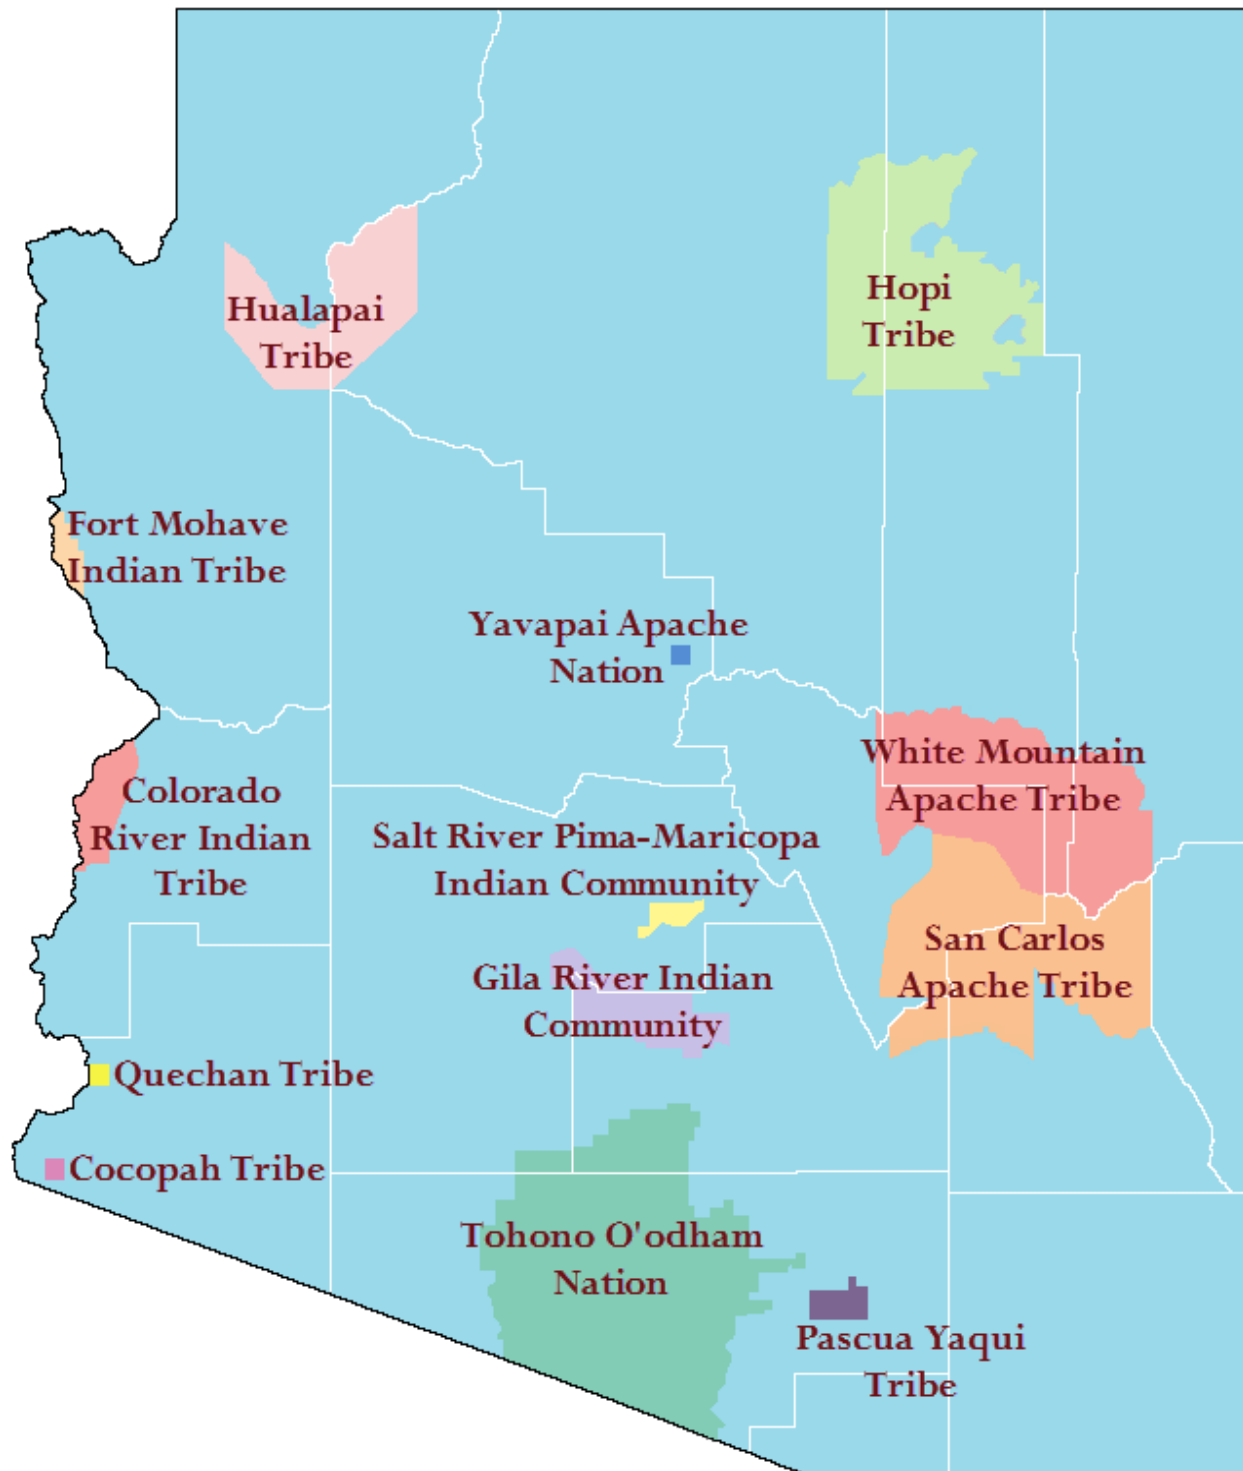 Hualapai
Tribe
Hopi
Tribe
Fort Mohave
Indian Tribe
Yavapai Apache
Nation
White Mountain
Apache Tribe
Colorado
River Indian
Tribe
Salt River Pima-Maricopa
Indian Community
San Carlos
Apache Tribe
Gila River Indian
Community
Quechan Tribe
Cocopah Tribe
Tohono O'odham
Nation
Pascua Yaqui
Tribe